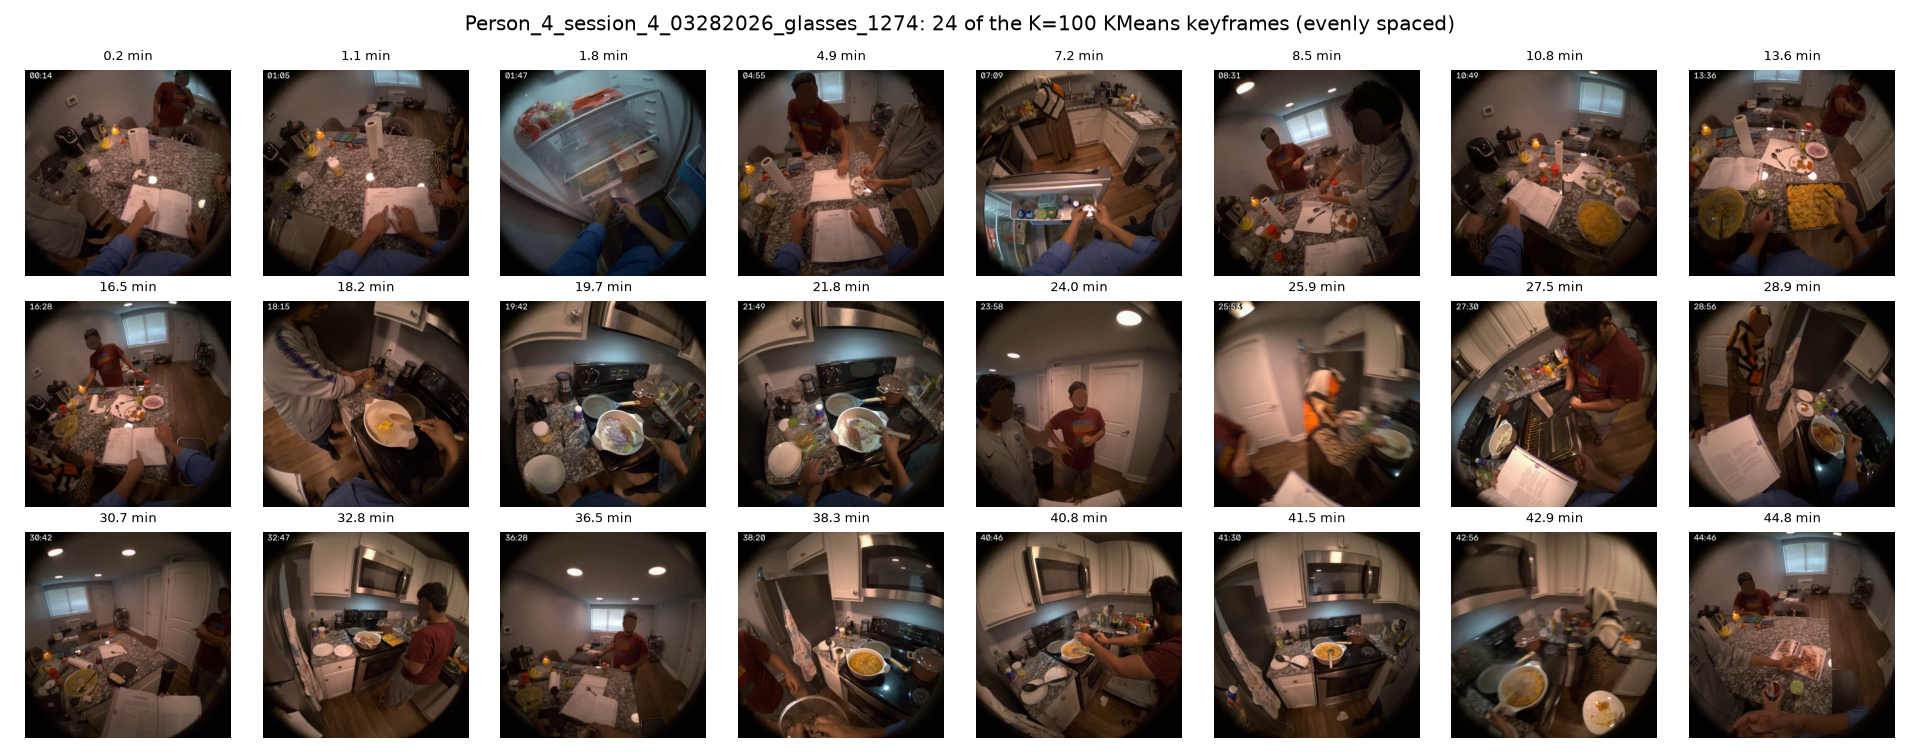 Person_4_session_4_03282026_glasses_1274: 24 of the K=100 KMeans keyframes (evenly spaced)
0.2 min
1.1 min
1.8 min
4.9 min
7.2 min
8.5 min
10.8 min
13.6 min
00:14
01:05
01:47
04:55
07:09
08:31
10:49
13:36
16.5 min
18.2 min
19.7 min
21.8 min
24.0 min
25.9 min
27.5 min
28.9 min
16:28
18:15
19:42
21:49
23:58
25:53
27:30
28:56
30.7 min
32.8 min
36.5 min
38.3 min
40.8 min
41.5 min
42.9 min
44.8 min
30:42
32:47
36:28
38:20
40:46
41:30
42:56
44:46